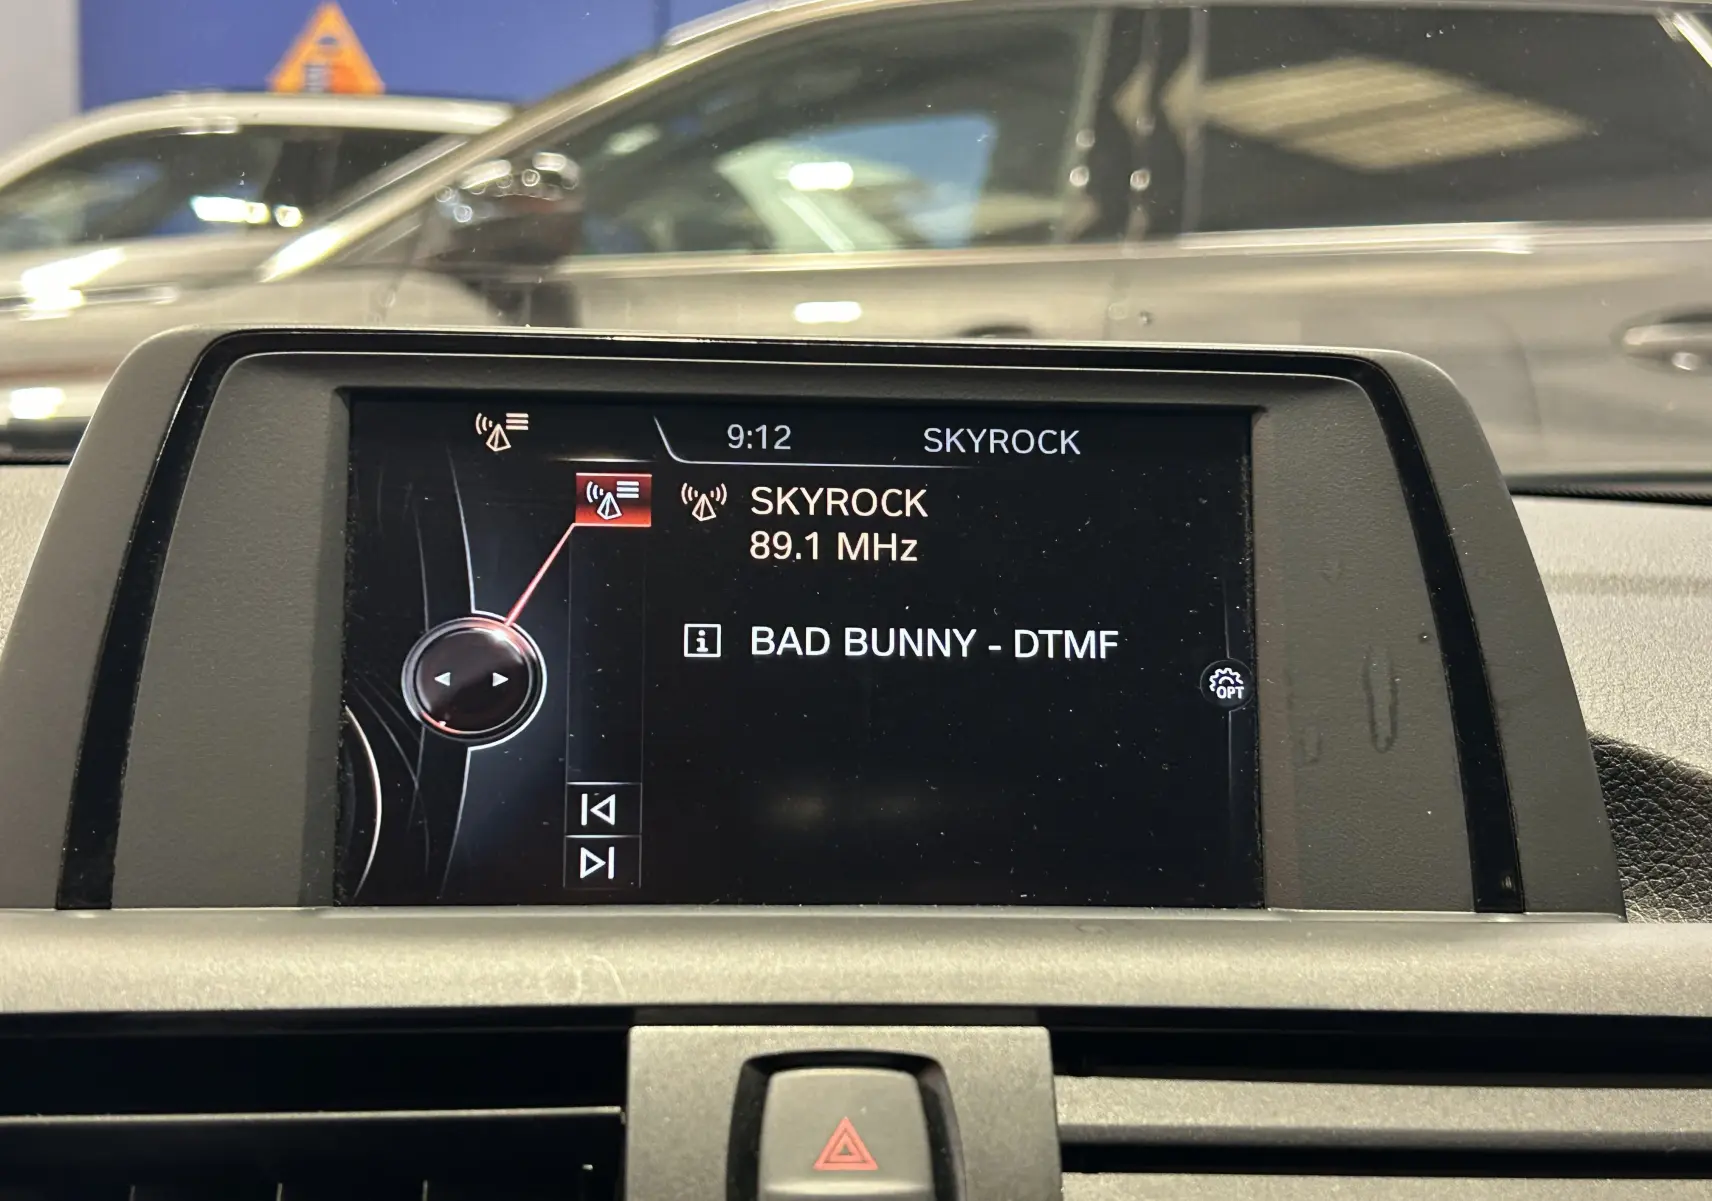 9:12 SKYROCK
SKYROCK
89.1 MHz
BAD BUNNY - DTMF
OPT